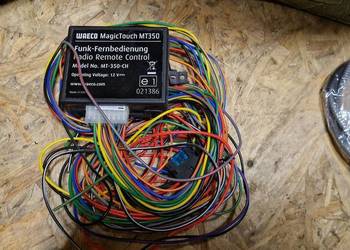 WAECO MagicTouch MT350
Funk-Fernbedienung
Radio Remote Control
Model No. MT-350-CH
Operating Voltage: 12 V
www.waeco.com
e1
021386